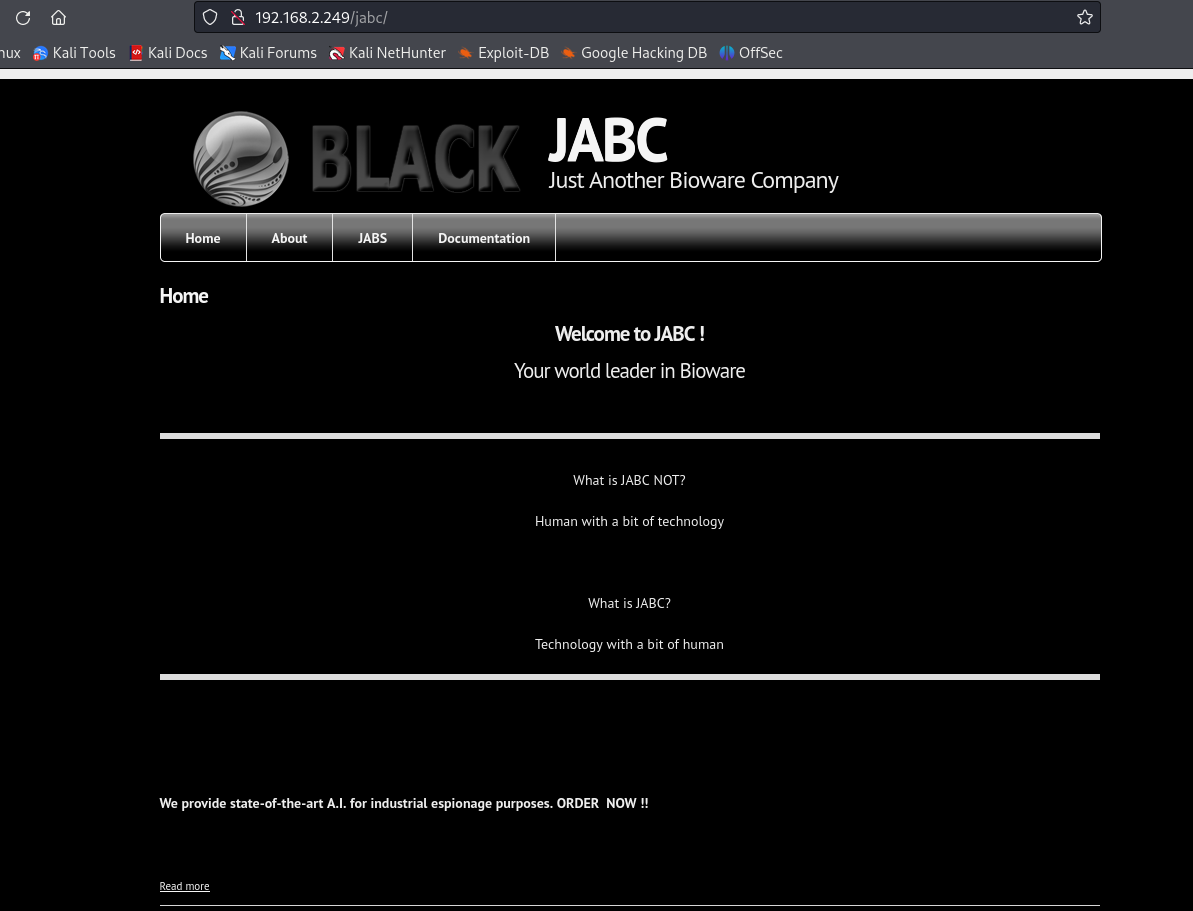 192.168.2.249/jabc/
nux Kali Tools Kali Docs Kali Forums Kali NetHunter Exploit-DB Google Hacking DB OffSec
BLACK
JABC
Just Another Bioware Company
Home About JABS Documentation
Home
Welcome to JABC !
Your world leader in Bioware
What is JABC NOT?
Human with a bit of technology
What is JABC?
Technology with a bit of human
We provide state-of-the-art A.I. for industrial espionage purposes. ORDER NOW !!
Read more